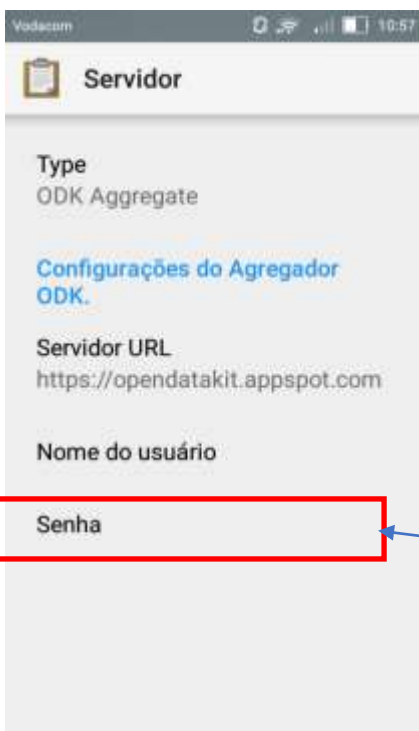 Vodacom 10:57
Servidor
Type
ODK Aggregate
Configurações do Agregador
ODK.
Servidor URL
https://opendatakit.appspot.com
Nome do usuário
Senha